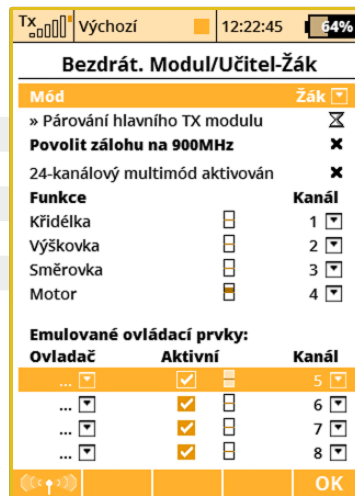 Tx Výchozí 12:22:45 64%
Bezdrát. Modul/Učitel-Žák
Mód Žák
» Párování hlavního TX modulu
Povolit zálohu na 900MHz
24-kanálový multimód aktivován
Funkce Kanál
Křidélka 1
Výškovka 2
Směrovka 3
Motor 4
Emulované ovládací prvky:
Ovladač Aktivní Kanál
... 5
... 6
... 7
... 8
OK